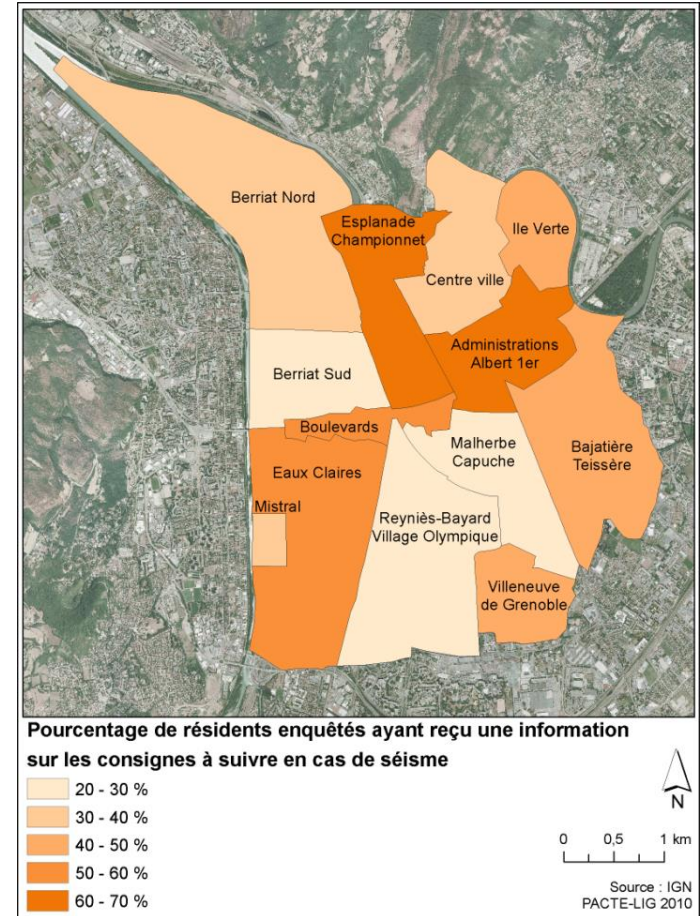 Berriat Nord
Esplanade
Championnet
Ile Verte
Centre ville
Administrations
Albert 1er
Berriat Sud
Boulevards
Malherbe
Capuche
Bajatière
Teissère
Eaux Claires
Mistral
Reyniès-Bayard
Village Olympique
Villeneuve
de Grenoble
Pourcentage de résidents enquêtés ayant reçu une information
sur les consignes à suivre en cas de séisme
20 - 30 %
30 - 40 %
40 - 50 %
50 - 60 %
60 - 70 %
N
0 0,5 1 km
Source : IGN
PACTE-LIG 2010